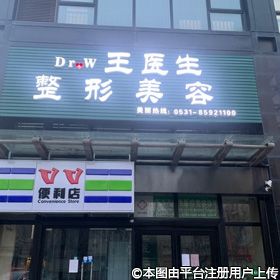 Dr.W 王医生
整形美容
美丽热线: 0531-85921100
VV
便利店
Convenience Store
©本图由平台注册用户上传